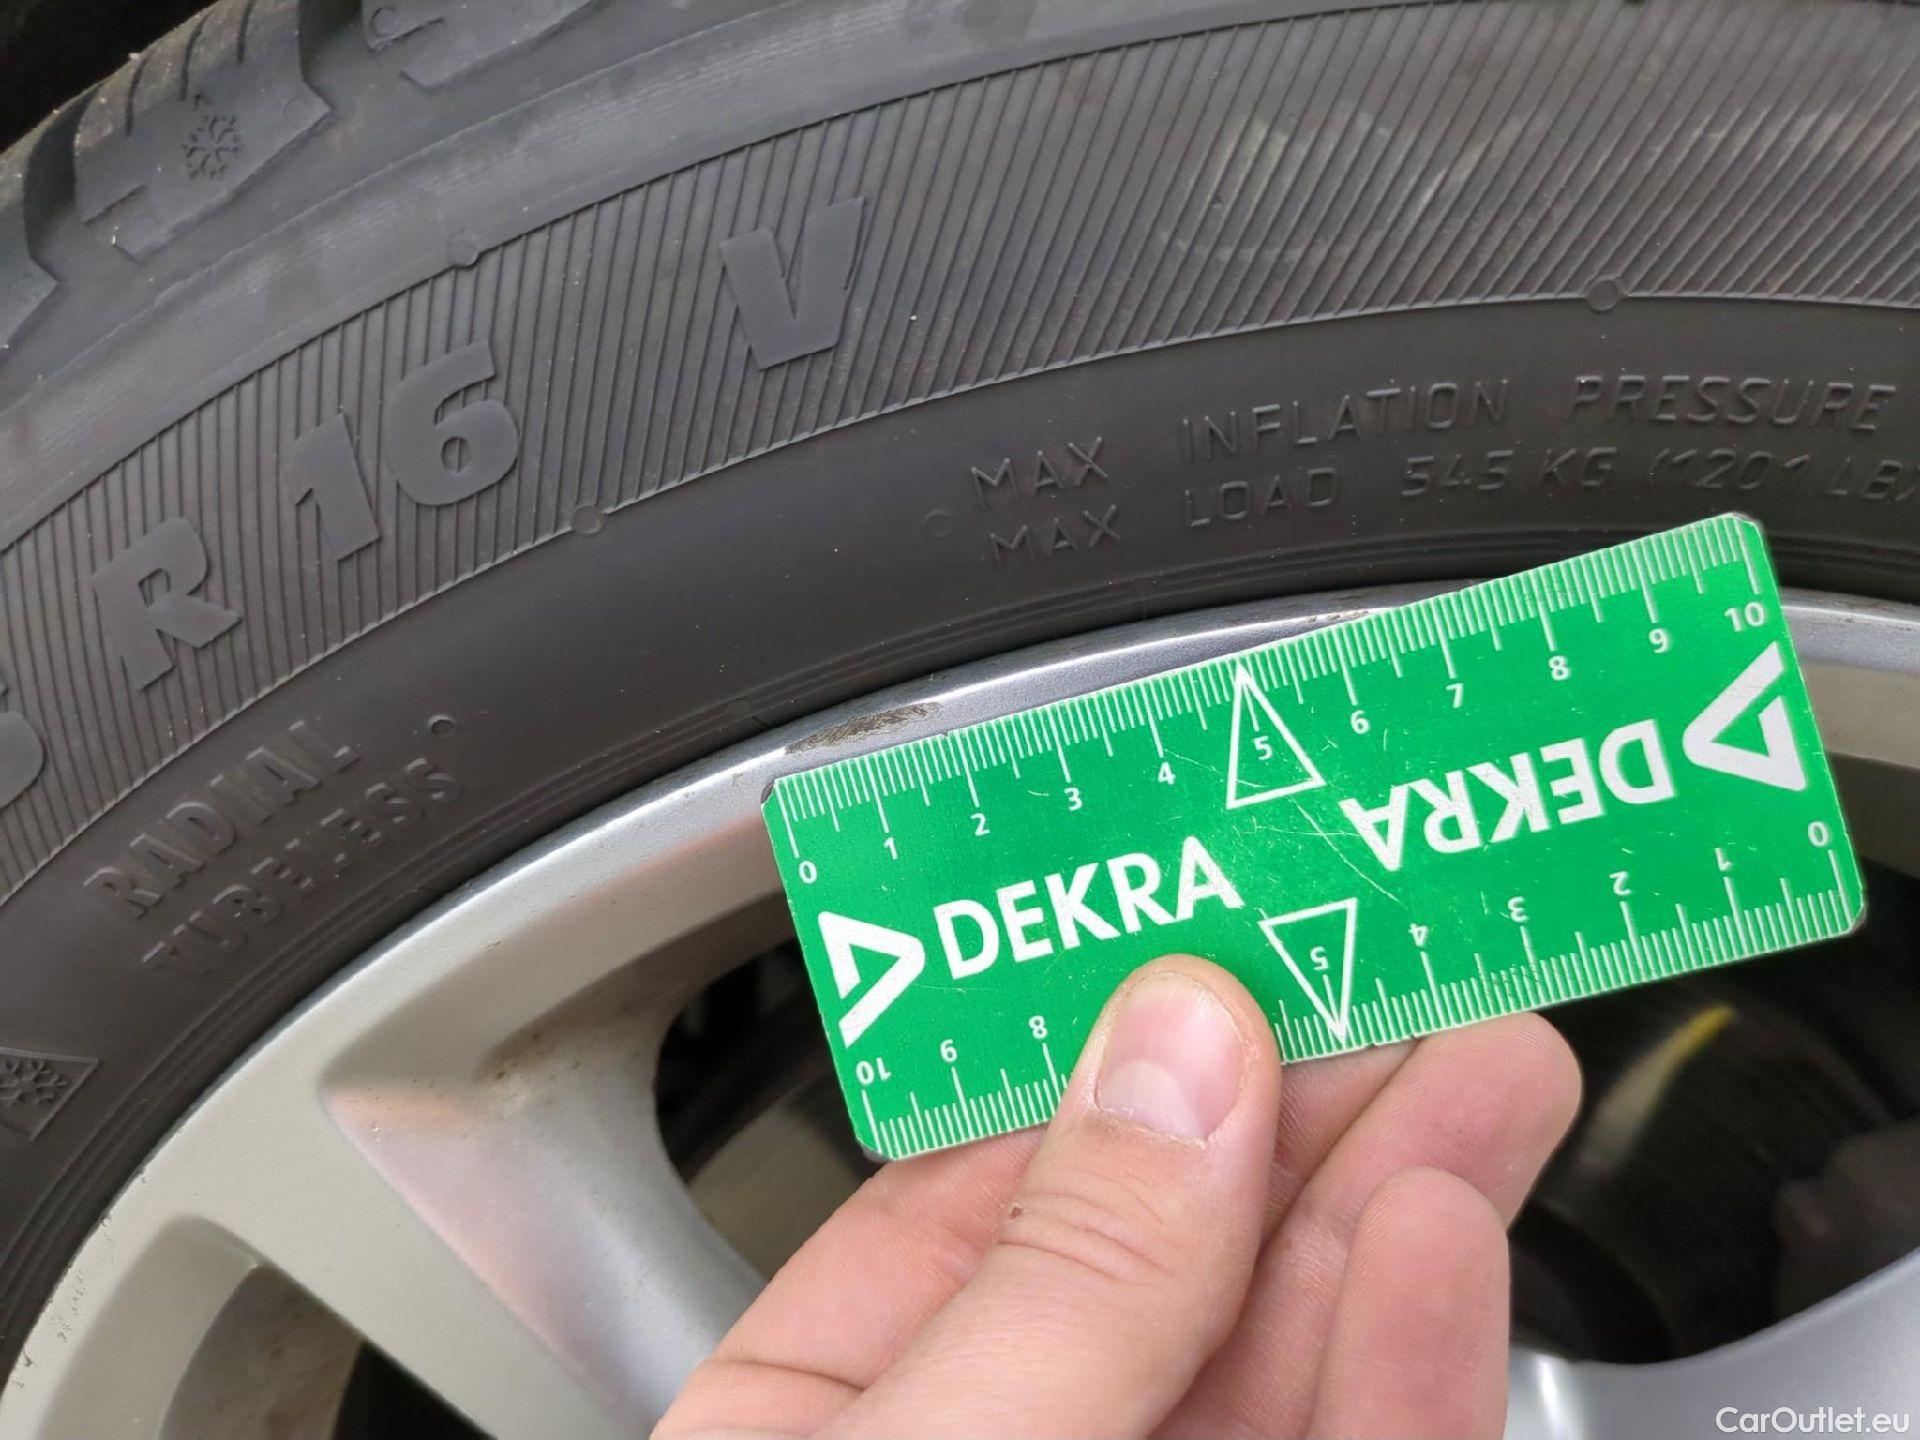 R 16 V
RADIAL
TUBELESS
MAX INFLATION PRESSURE
MAX LOAD 545 KG (1201 LB)
0 1 2 3 4 5 6 7 8 9 10
DEKRA
DEKRA
0 1 2 3 4 5 8 9 10
CarOutlet.eu